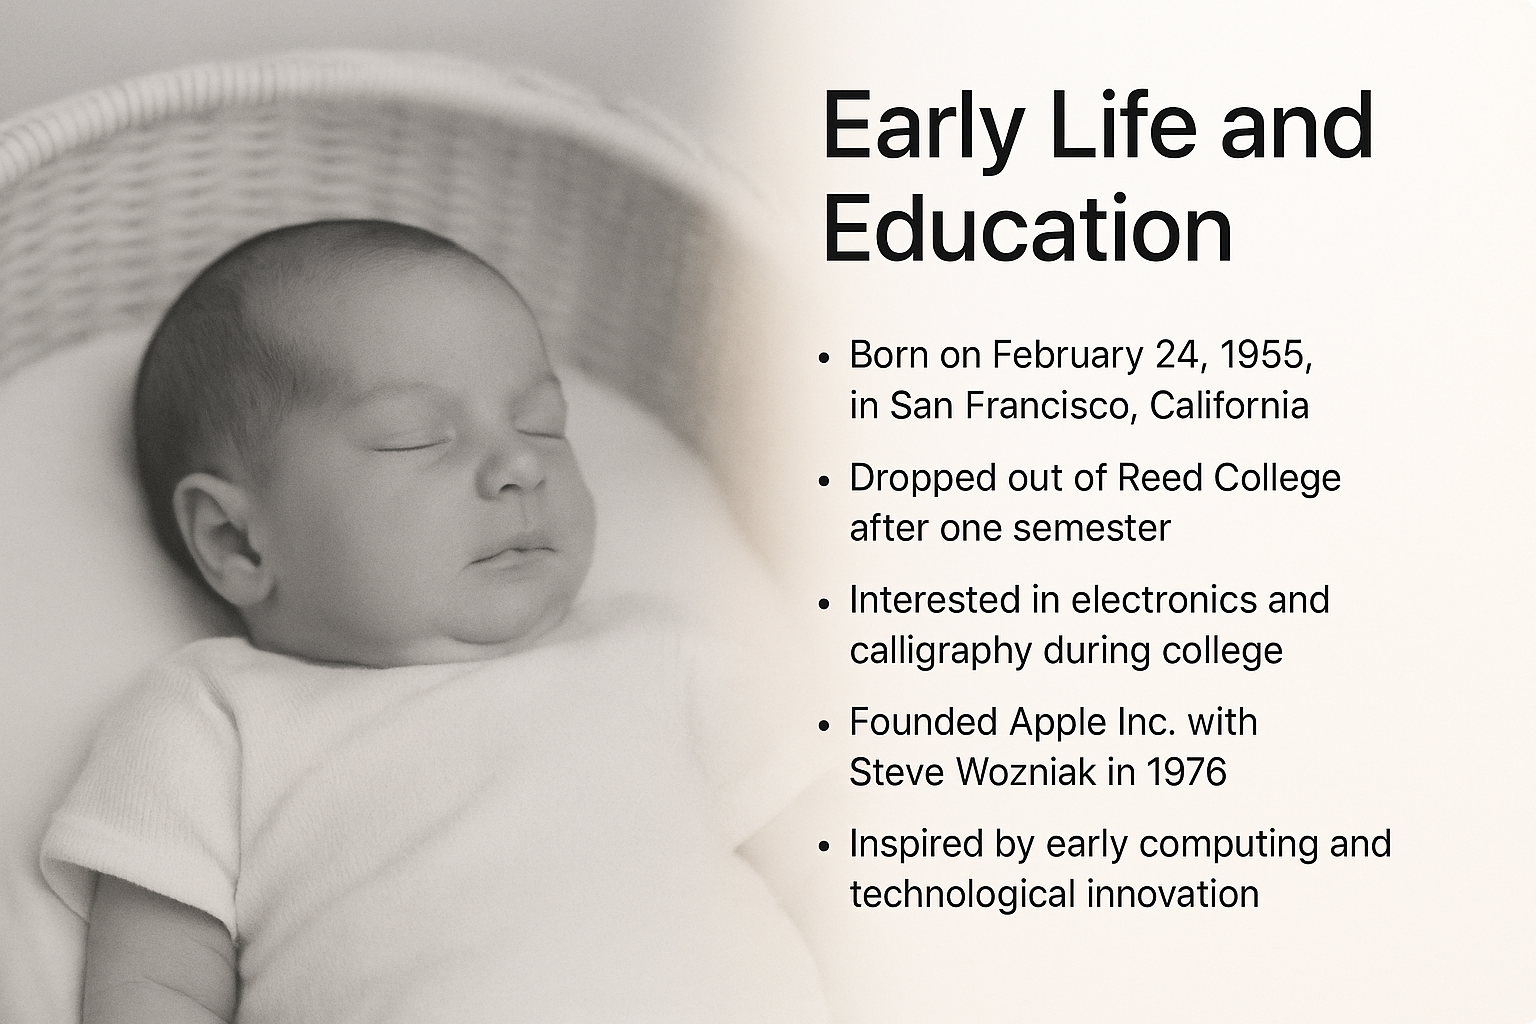 Early Life and
Education
• Born on February 24, 1955,
in San Francisco, California
• Dropped out of Reed College
after one semester
• Interested in electronics and
calligraphy during college
• Founded Apple Inc. with
Steve Wozniak in 1976
• Inspired by early computing and
technological innovation